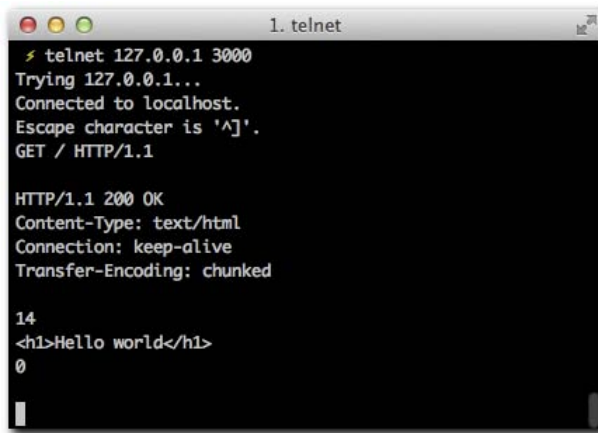 1. telnet
⚡ telnet 127.0.0.1 3000
Trying 127.0.0.1...
Connected to localhost.
Escape character is '^]'.
GET / HTTP/1.1
HTTP/1.1 200 OK
Content-Type: text/html
Connection: keep-alive
Transfer-Encoding: chunked
14
<h1>Hello world</h1>
0